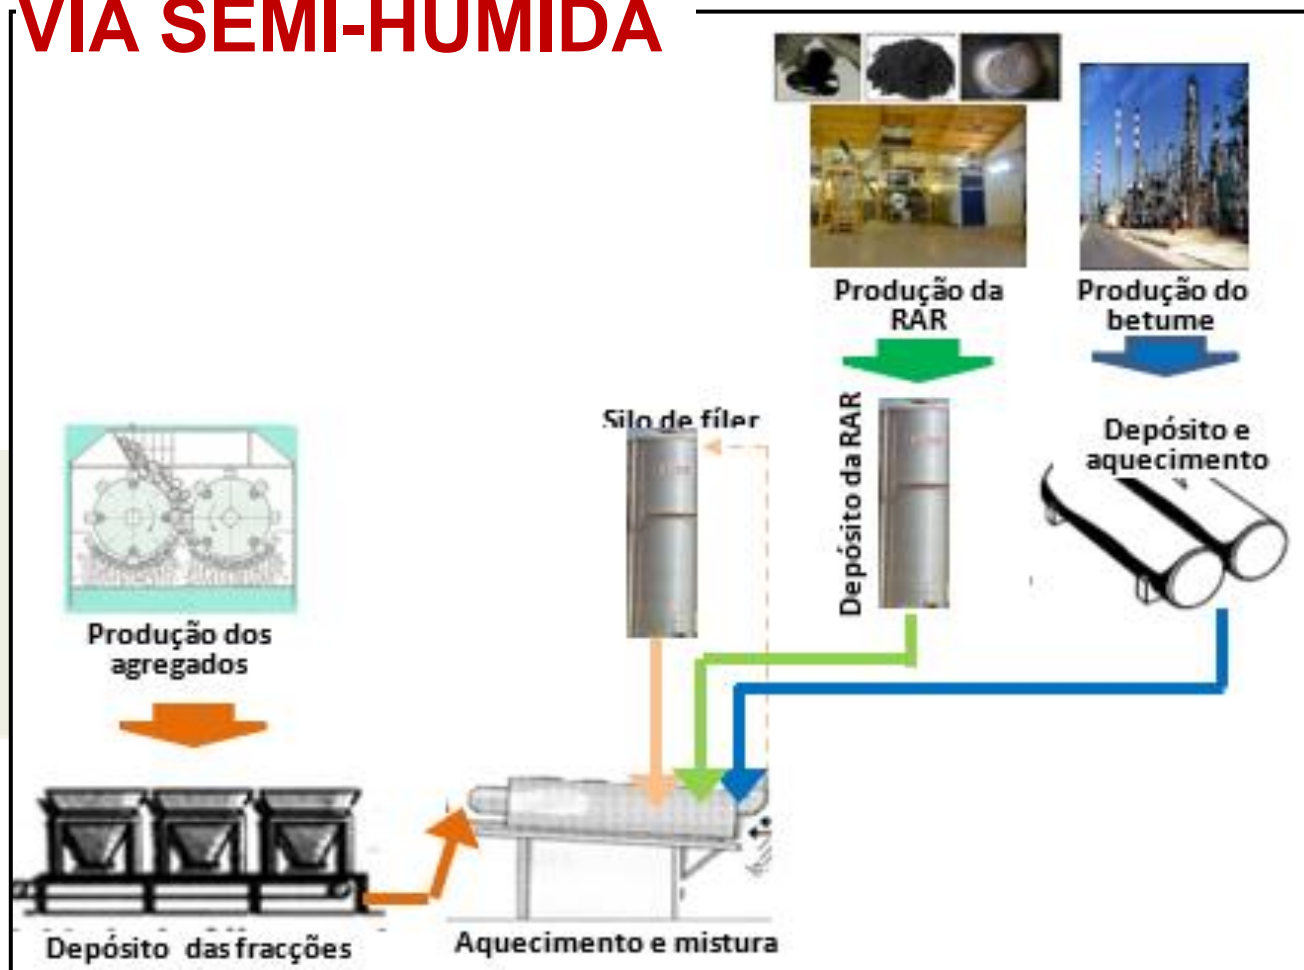 VIA SEMI-HUMIDA
Produção da
RAR
Produção do
betume
Silo de fíler
Depósito da RAR
Depósito e
aquecimento
Produção dos
agregados
Depósito das fracções
Aquecimento e mistura